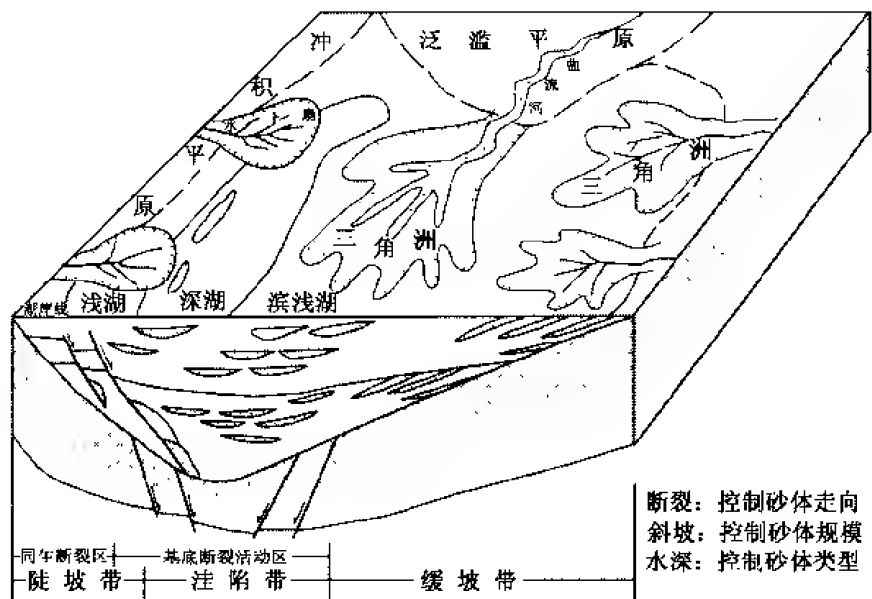 冲积平原
泛滥平原
曲流河
水
扇
三角洲
三角洲
湖岸线
浅湖
深湖
滨浅湖
断裂：控制砂体走向
斜坡：控制砂体规模
水深：控制砂体类型
同生断裂区
基底断裂活动区
陡坡带
洼陷带
缓坡带